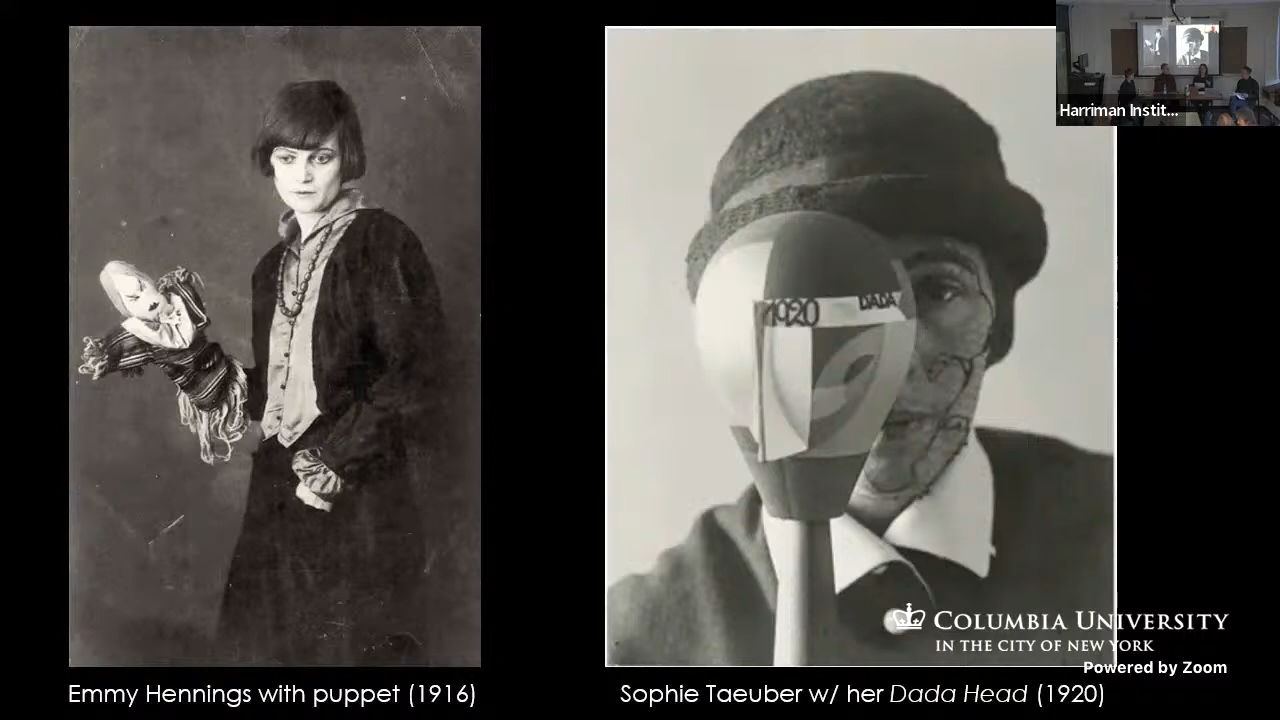 Harriman Instit...
1920
DADA
COLUMBIA UNIVERSITY
IN THE CITY OF NEW YORK
Powered by Zoom
Emmy Hennings with puppet (1916)
Sophie Taeuber w/ her Dada Head (1920)